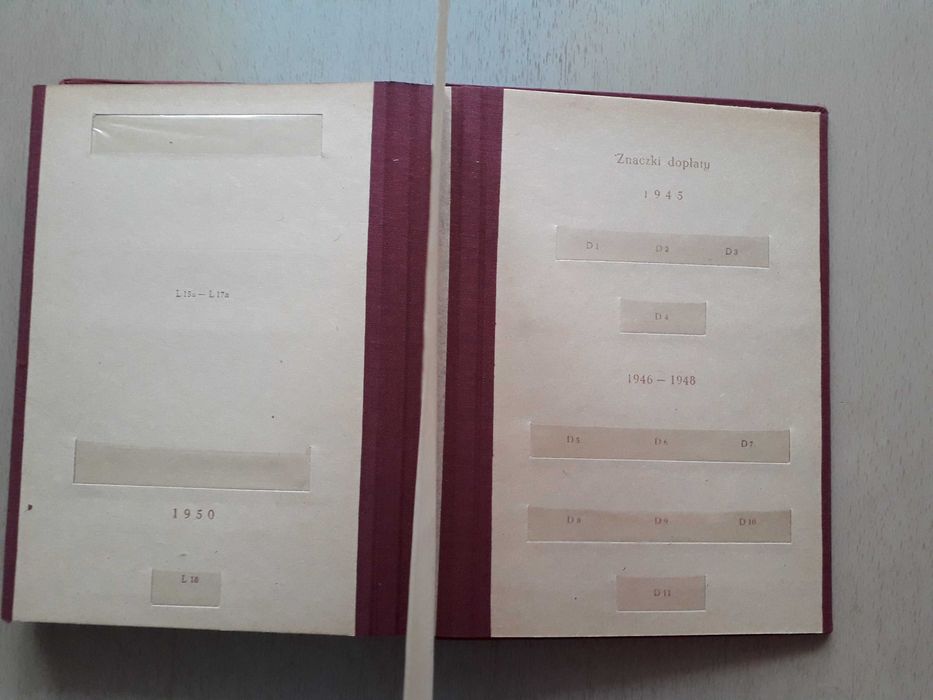 L 15a — L 17a
1950
L 18
Znaczki dopłaty
1945
D 1 D 2 D 3
D 4
1946 — 1948
D 5 D 6 D 7
D 8 D 9 D 10
D 11